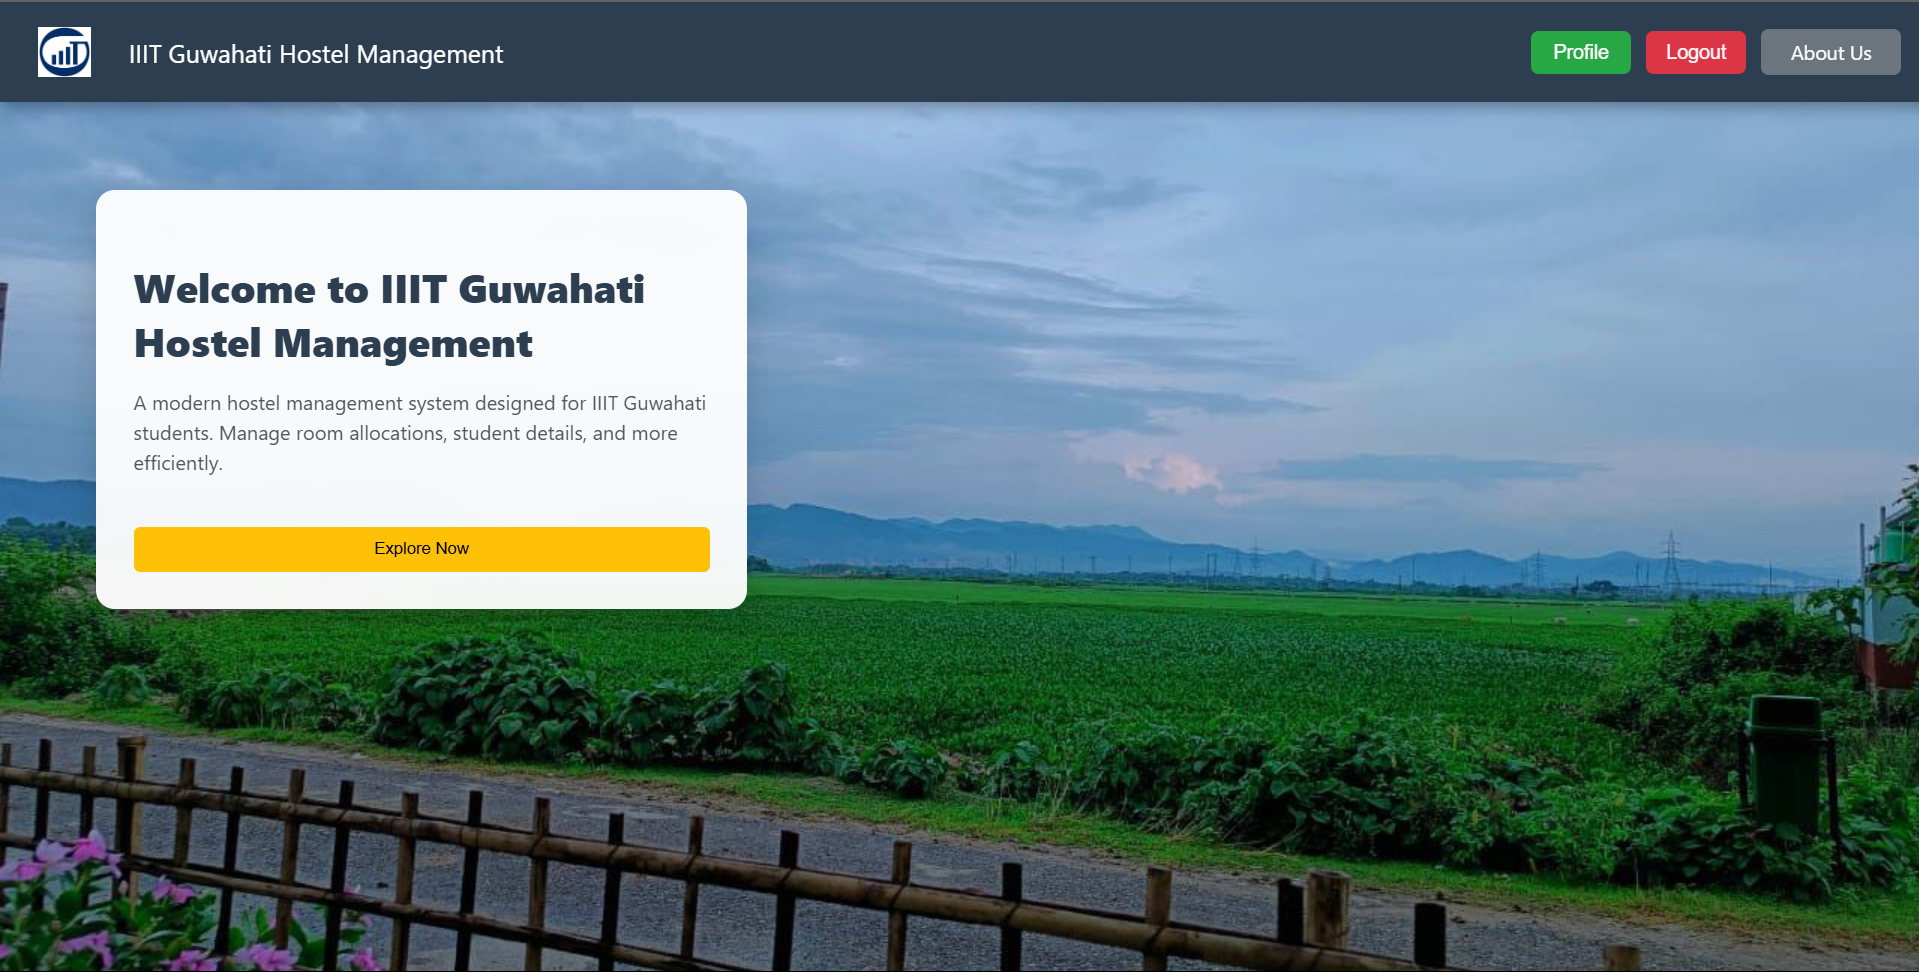 IIIT Guwahati Hostel Management
Profile
Logout
About Us
Welcome to IIIT Guwahati
Hostel Management
A modern hostel management system designed for IIIT Guwahati
students. Manage room allocations, student details, and more
efficiently.
Explore Now